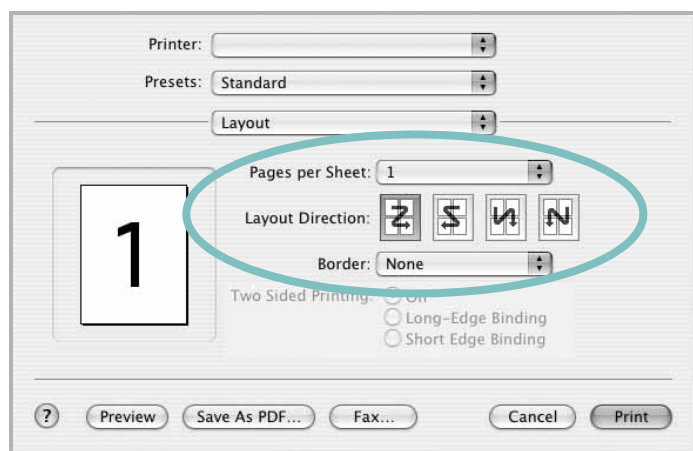 Printer:
Presets: Standard
Layout
Pages per Sheet: 1
Layout Direction:
Border: None
1
Two Sided Printing:
Long-Edge Binding
Short Edge Binding
? Preview Save As PDF... Fax... Cancel Print